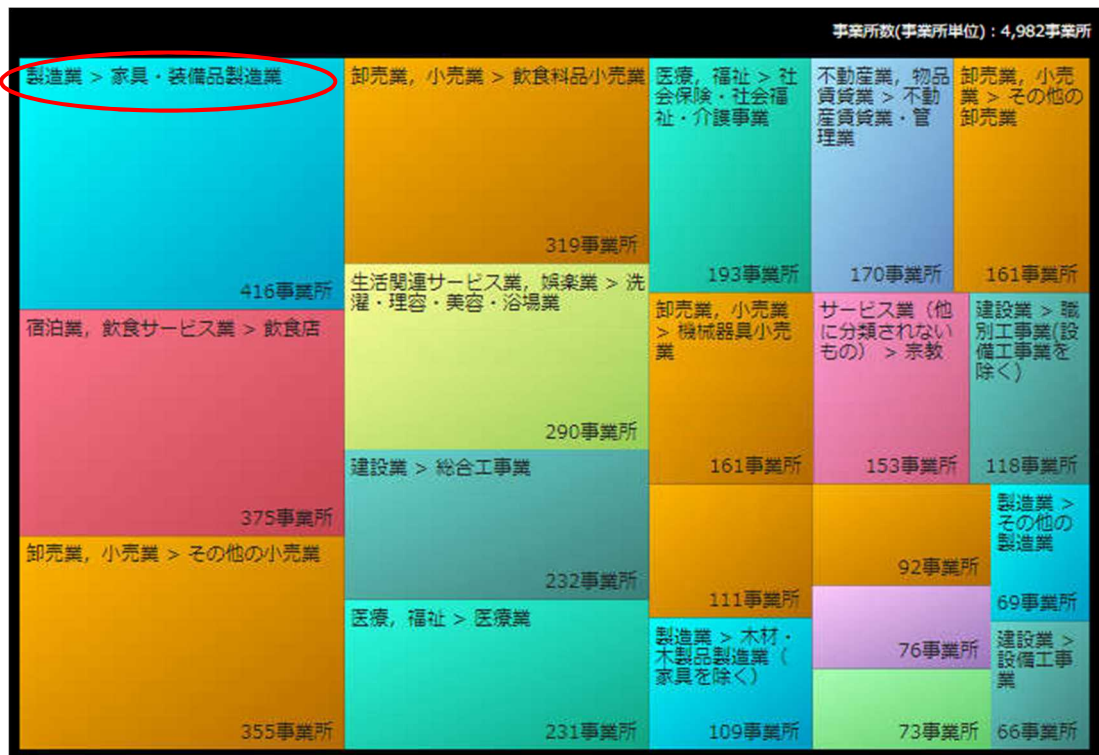 事業所数(事業所単位)：4,982事業所
製造業 > 家具・装備品製造業
416事業所
宿泊業，飲食サービス業 > 飲食店
375事業所
卸売業，小売業 > その他の小売業
355事業所
卸売業，小売業 > 飲食料品小売業
319事業所
生活関連サービス業，娯楽業 > 洗
濯・理容・美容・浴場業
290事業所
建設業 > 総合工事業
232事業所
医療，福祉 > 医療業
231事業所
医療，福祉 > 社
会保険・社会福
祉・介護事業
193事業所
不動産業，物品
賃貸業 > 不動
産賃貸業・管
理業
170事業所
卸売業，小売
業 > その他の
卸売業
161事業所
卸売業，小売業
> 機械器具小売
業
161事業所
サービス業（他
に分類されない
もの） > 宗教
153事業所
建設業 > 職
別工事業(設
備工事業を
除く)
118事業所
111事業所
製造業 > 木材・
木製品製造業（
家具を除く）
109事業所
92事業所
76事業所
73事業所
製造業 >
その他の
製造業
69事業所
建設業 >
設備工事
業
66事業所